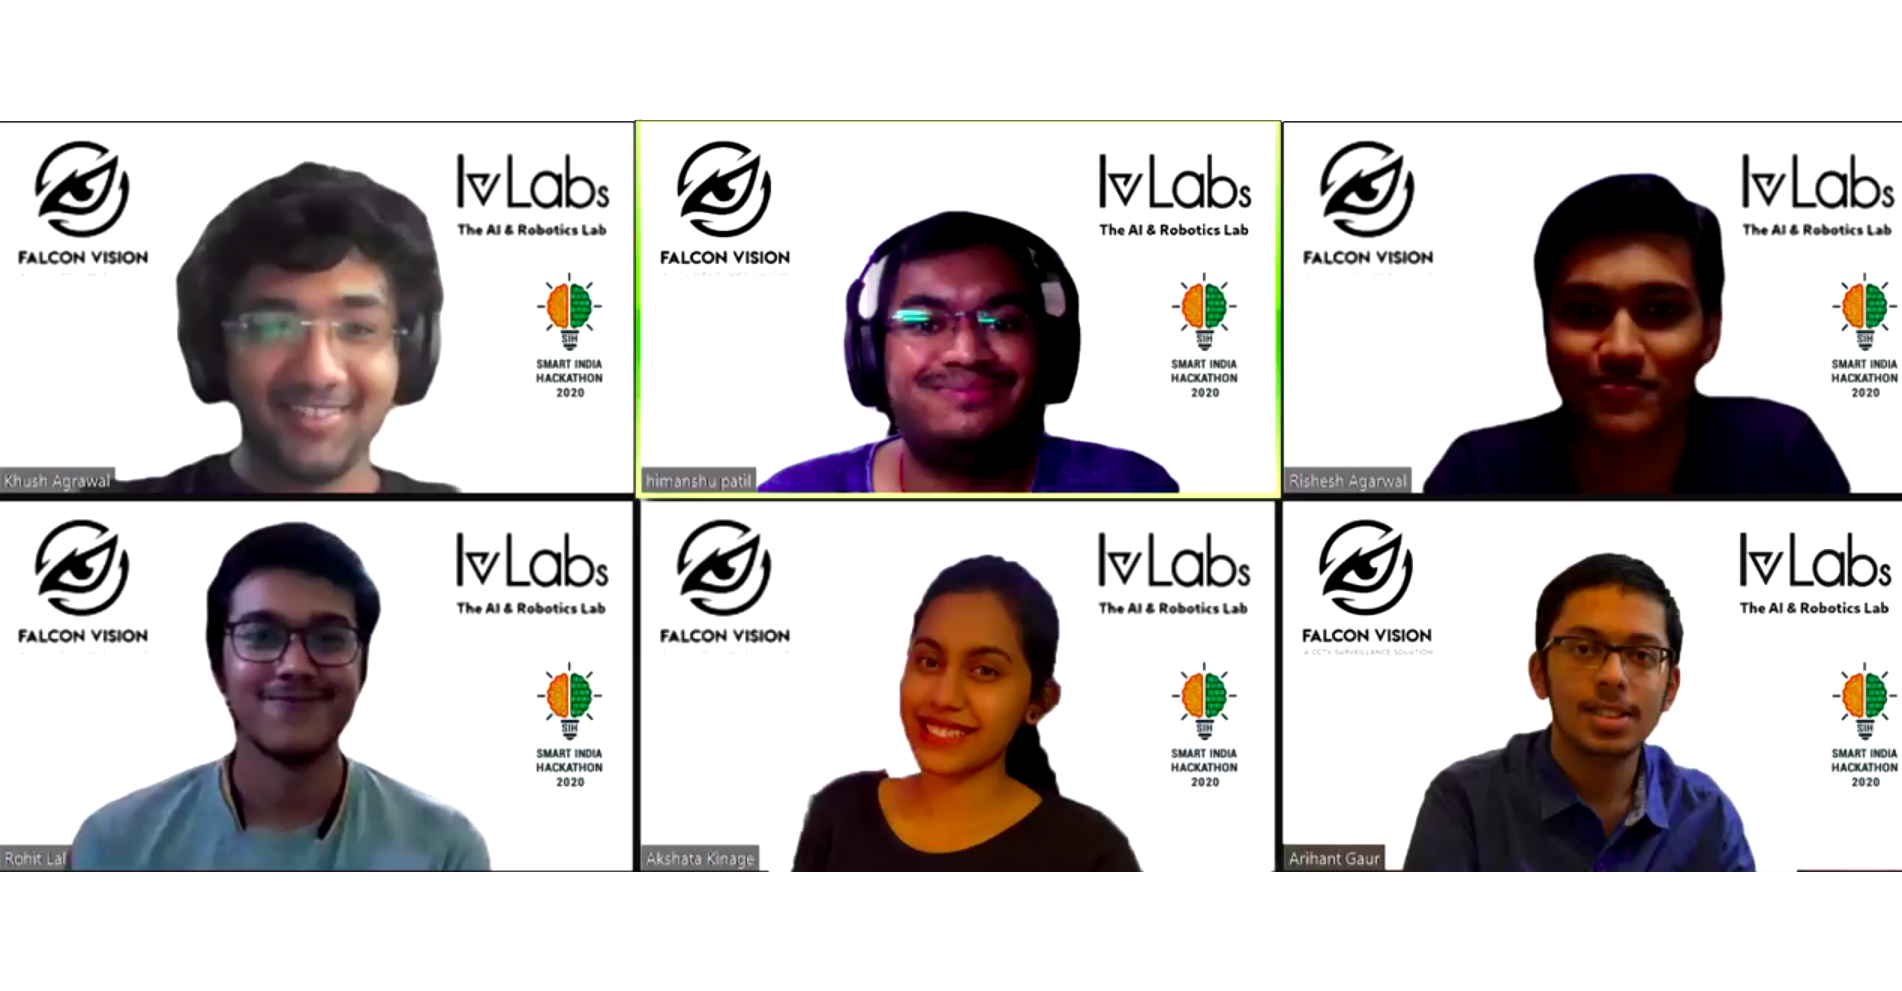 IvLabs
The AI & Robotics Lab
FALCON VISION
SIH
SMART INDIA
HACKATHON
2020
Khush Agrawal
IvLabs
The AI & Robotics Lab
FALCON VISION
SIH
SMART INDIA
HACKATHON
2020
himanshu patil
IvLabs
The AI & Robotics Lab
FALCON VISION
SIH
SMART INDIA
HACKATHON
2020
Rishesh Agarwal
IvLabs
The AI & Robotics Lab
FALCON VISION
SIH
SMART INDIA
HACKATHON
2020
Rohit Lal
IvLabs
The AI & Robotics Lab
FALCON VISION
SIH
SMART INDIA
HACKATHON
2020
Akshata Kinage
IvLabs
The AI & Robotics Lab
FALCON VISION
A CCTV SURVEILLANCE SOLUTION
SIH
SMART INDIA
HACKATHON
2020
Arihant Gaur